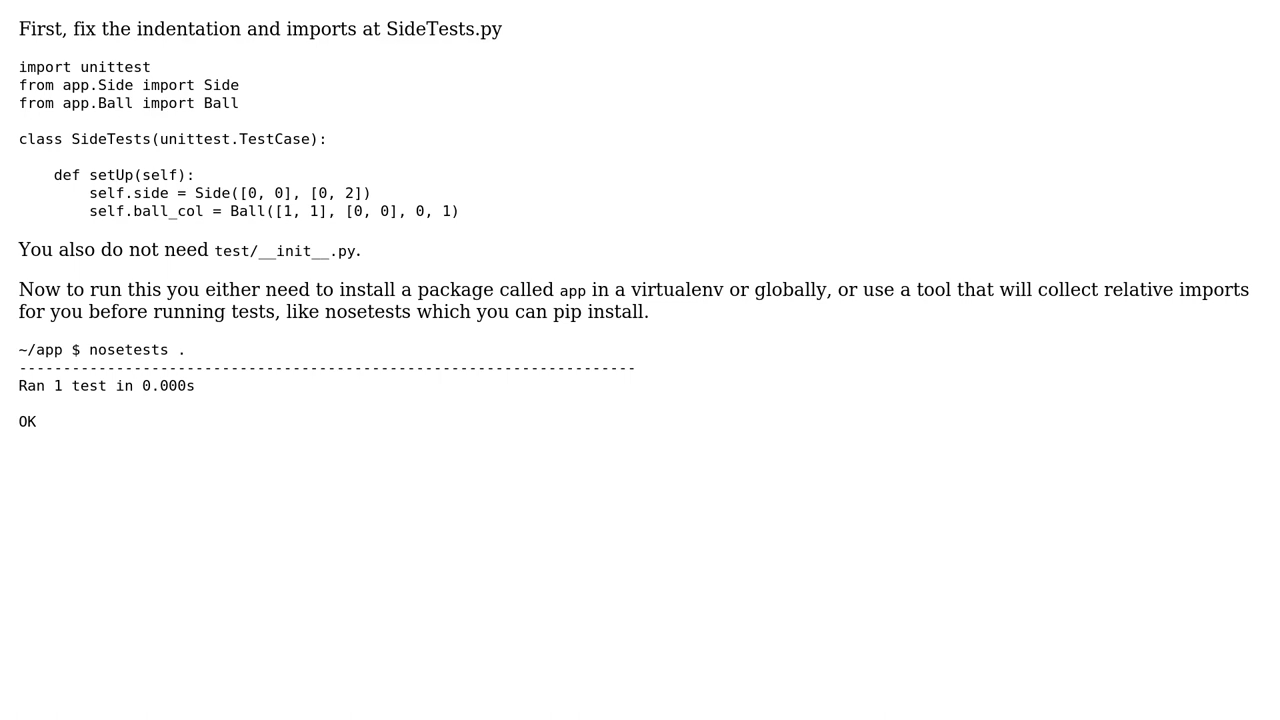 First, fix the indentation and imports at SideTests.py
import unittest
from app.Side import Side
from app.Ball import Ball
class SideTests(unittest.TestCase):
    def setUp(self):
        self.side = Side([0, 0], [0, 2])
        self.ball_col = Ball([1, 1], [0, 0], 0, 1)
You also do not need test/__init__.py.
Now to run this you either need to install a package called app in a virtualenv or globally, or use a tool that will collect relative imports
for you before running tests, like nosetests which you can pip install.
~/app $ nosetests .
----------------------------------------------------------------------
Ran 1 test in 0.000s
OK